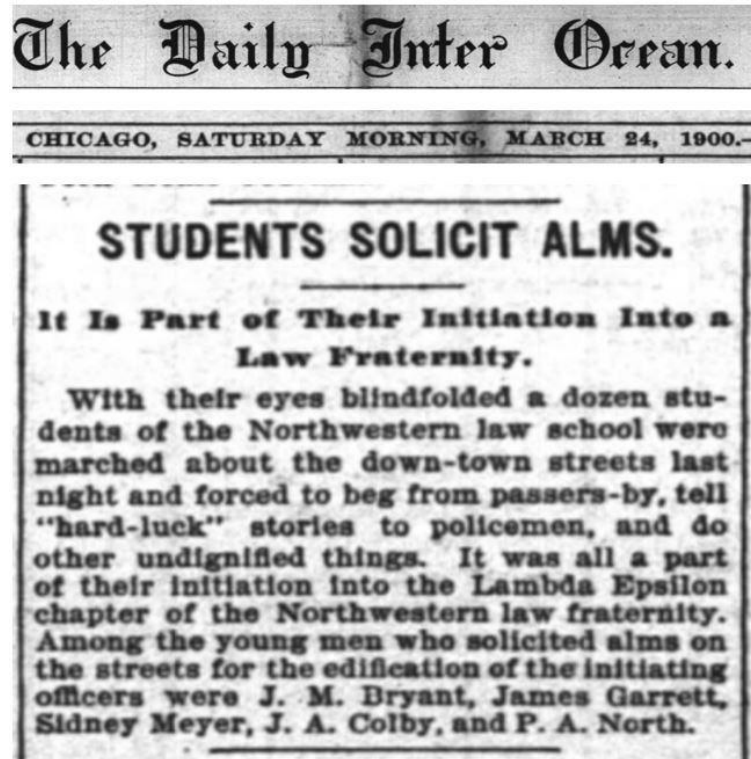 The Daily Inter Ocean.
CHICAGO, SATURDAY MORNING, MARCH 24, 1900.—
STUDENTS SOLICIT ALMS.
It Is Part of Their Initiation Into a
Law Fraternity.
With their eyes blindfolded a dozen stu-
dents of the Northwestern law school were
marched about the down-town streets last
night and forced to beg from passers-by, tell
"hard-luck" stories to policemen, and do
other undignified things. It was all a part
of their initiation into the Lambda Epsilon
chapter of the Northwestern law fraternity.
Among the young men who solicited alms on
the streets for the edification of the initiating
officers were J. M. Bryant, James Garrett,
Sidney Meyer, J. A. Colby, and P. A. North.